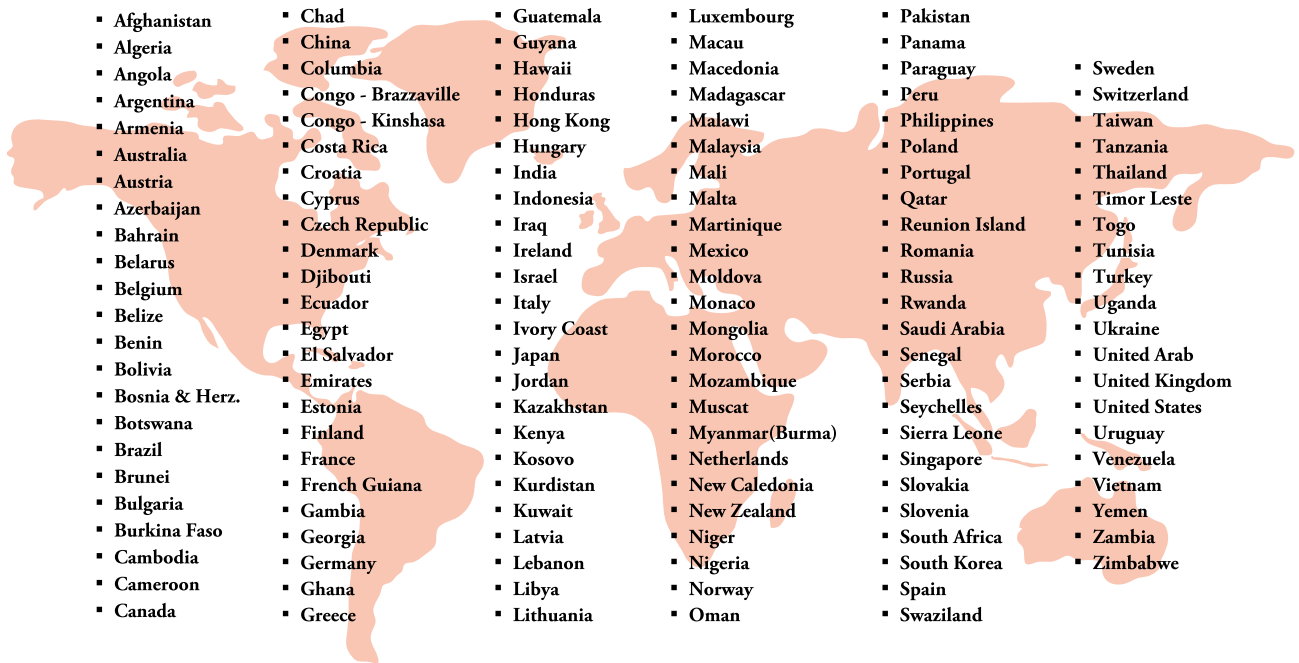 ▪ Afghanistan
▪ Algeria
▪ Angola
▪ Argentina
▪ Armenia
▪ Australia
▪ Austria
▪ Azerbaijan
▪ Bahrain
▪ Belarus
▪ Belgium
▪ Belize
▪ Benin
▪ Bolivia
▪ Bosnia & Herz.
▪ Botswana
▪ Brazil
▪ Brunei
▪ Bulgaria
▪ Burkina Faso
▪ Cambodia
▪ Cameroon
▪ Canada
▪ Chad
▪ China
▪ Columbia
▪ Congo - Brazzaville
▪ Congo - Kinshasa
▪ Costa Rica
▪ Croatia
▪ Cyprus
▪ Czech Republic
▪ Denmark
▪ Djibouti
▪ Ecuador
▪ Egypt
▪ El Salvador
▪ Emirates
▪ Estonia
▪ Finland
▪ France
▪ French Guiana
▪ Gambia
▪ Georgia
▪ Germany
▪ Ghana
▪ Greece
▪ Guatemala
▪ Guyana
▪ Hawaii
▪ Honduras
▪ Hong Kong
▪ Hungary
▪ India
▪ Indonesia
▪ Iraq
▪ Ireland
▪ Israel
▪ Italy
▪ Ivory Coast
▪ Japan
▪ Jordan
▪ Kazakhstan
▪ Kenya
▪ Kosovo
▪ Kurdistan
▪ Kuwait
▪ Latvia
▪ Lebanon
▪ Libya
▪ Lithuania
▪ Luxembourg
▪ Macau
▪ Macedonia
▪ Madagascar
▪ Malawi
▪ Malaysia
▪ Mali
▪ Malta
▪ Martinique
▪ Mexico
▪ Moldova
▪ Monaco
▪ Mongolia
▪ Morocco
▪ Mozambique
▪ Muscat
▪ Myanmar(Burma)
▪ Netherlands
▪ New Caledonia
▪ New Zealand
▪ Niger
▪ Nigeria
▪ Norway
▪ Oman
▪ Pakistan
▪ Panama
▪ Paraguay
▪ Peru
▪ Philippines
▪ Poland
▪ Portugal
▪ Qatar
▪ Reunion Island
▪ Romania
▪ Russia
▪ Rwanda
▪ Saudi Arabia
▪ Senegal
▪ Serbia
▪ Seychelles
▪ Sierra Leone
▪ Singapore
▪ Slovakia
▪ Slovenia
▪ South Africa
▪ South Korea
▪ Spain
▪ Swaziland
▪ Sweden
▪ Switzerland
▪ Taiwan
▪ Tanzania
▪ Thailand
▪ Timor Leste
▪ Togo
▪ Tunisia
▪ Turkey
▪ Uganda
▪ Ukraine
▪ United Arab
▪ United Kingdom
▪ United States
▪ Uruguay
▪ Venezuela
▪ Vietnam
▪ Yemen
▪ Zambia
▪ Zimbabwe